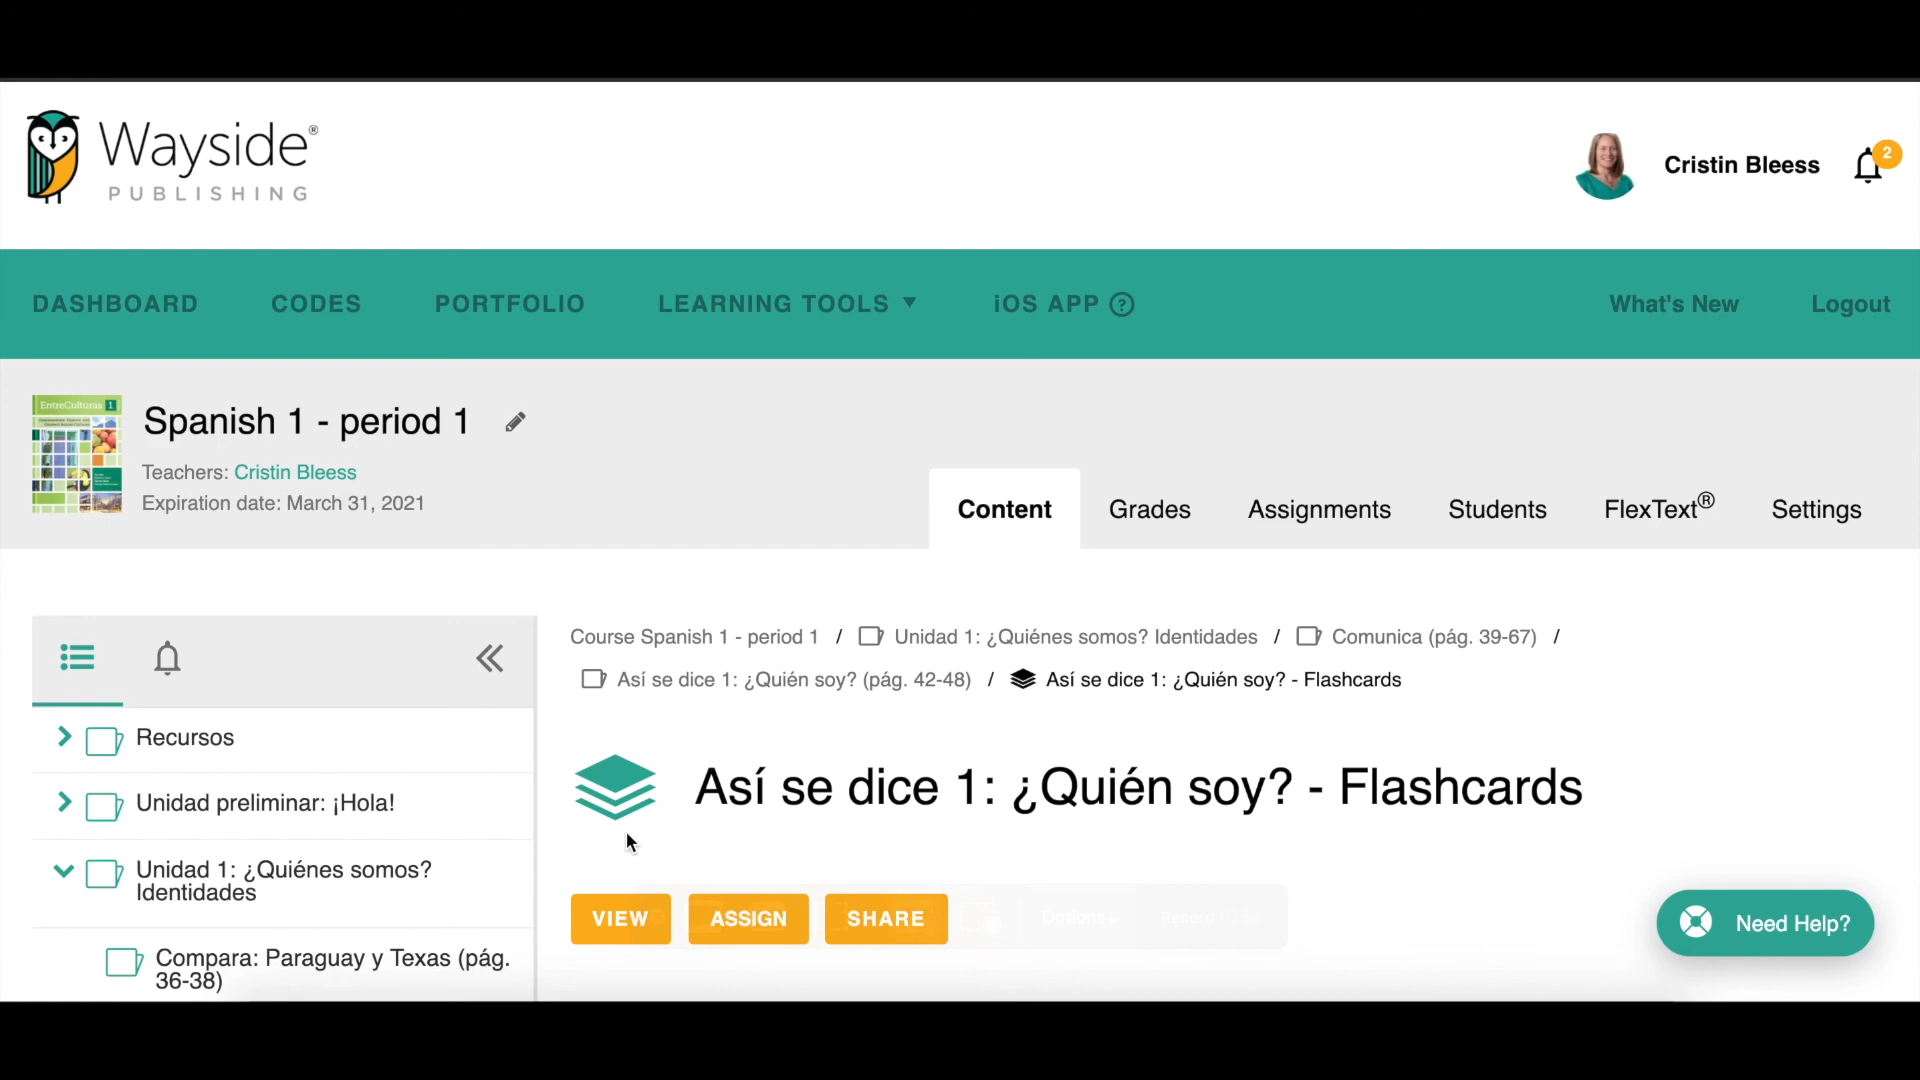 Wayside®
PUBLISHING
Cristin Bleess
2
DASHBOARD
CODES
PORTFOLIO
LEARNING TOOLS
iOS APP ?
What's New
Logout
EntreCulturas 1
Spanish 1 - period 1
Teachers: Cristin Bleess
Expiration date: March 31, 2021
Content
Grades
Assignments
Students
FlexText®
Settings
Course Spanish 1 - period 1 / Unidad 1: ¿Quiénes somos? Identidades / Comunica (pág. 39-67) /
Así se dice 1: ¿Quién soy? (pág. 42-48) / Así se dice 1: ¿Quién soy? - Flashcards
Recursos
Unidad preliminar: ¡Hola!
Unidad 1: ¿Quiénes somos?
Identidades
Compara: Paraguay y Texas (pág.
36-38)
Así se dice 1: ¿Quién soy? - Flashcards
VIEW
ASSIGN
SHARE
Options
Record
Need Help?